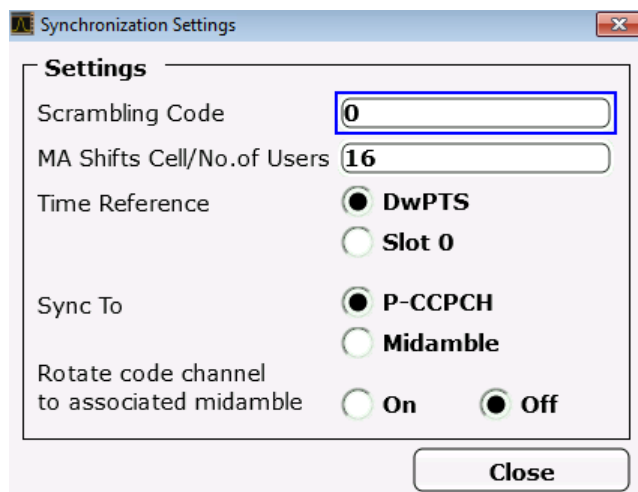 Synchronization Settings
Settings
Scrambling Code 0
MA Shifts Cell/No.of Users 16
Time Reference DwPTS
Slot 0
Sync To P-CCPCH
Midamble
Rotate code channel
to associated midamble On Off
Close